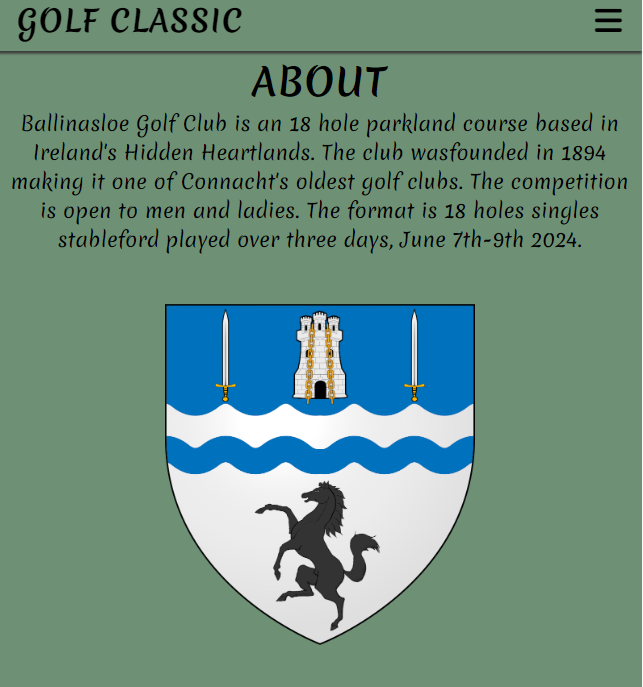 GOLF CLASSIC
ABOUT
Ballinasloe Golf Club is an 18 hole parkland course based in
Ireland's Hidden Heartlands. The club wasfounded in 1894
making it one of Connacht's oldest golf clubs. The competition
is open to men and ladies. The format is 18 holes singles
stableford played over three days, June 7th-9th 2024.